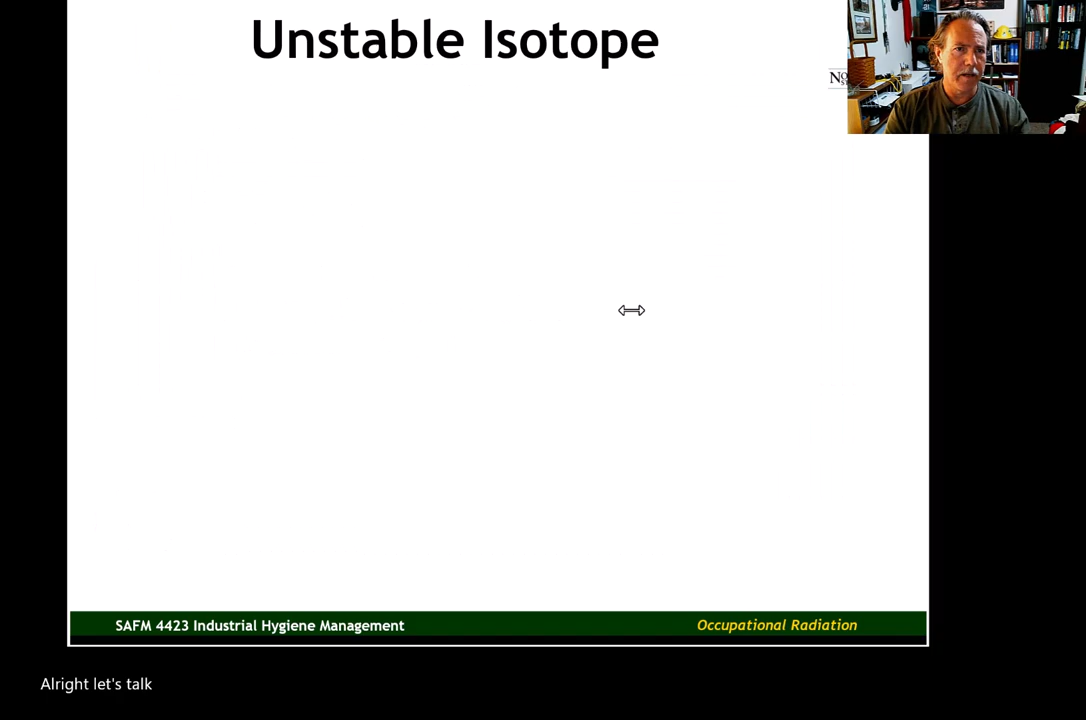 Unstable Isotope
SAFM 4423 Industrial Hygiene Management
Occupational Radiation
Alright let's talk